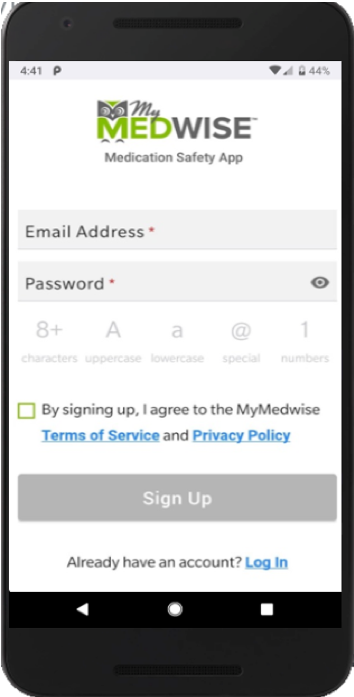 4:41 P 44%
My
MEDWISE™
Medication Safety App
Email Address *
Password *
8+ A a @ 1
characters uppercase lowercase special numbers
By signing up, I agree to the MyMedwise
Terms of Service and Privacy Policy
Sign Up
Already have an account? Log In